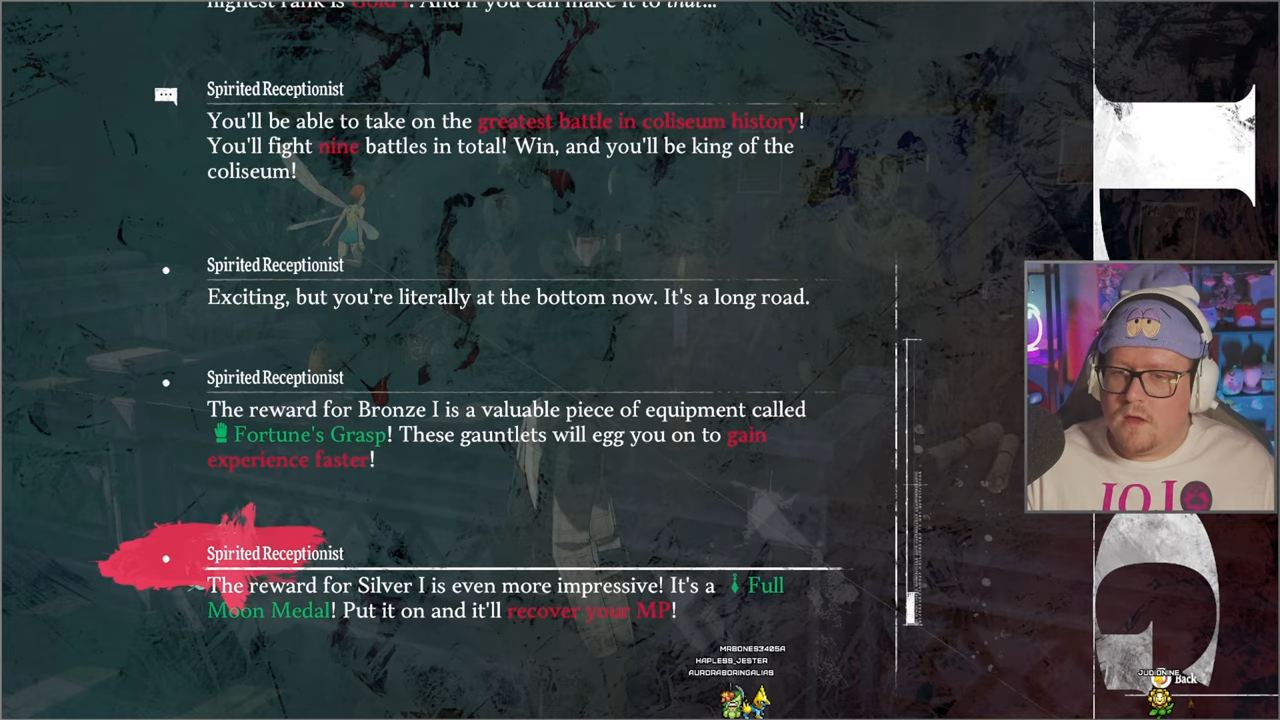 highest rank is Gold I. And if you can make it to that...
Spirited Receptionist
You'll be able to take on the greatest battle in coliseum history!
You'll fight nine battles in total! Win, and you'll be king of the
coliseum!
Spirited Receptionist
Exciting, but you're literally at the bottom now. It's a long road.
Spirited Receptionist
The reward for Bronze I is a valuable piece of equipment called
Fortune's Grasp! These gauntlets will egg you on to gain
experience faster!
Spirited Receptionist
The reward for Silver I is even more impressive! It's a Full
Moon Medal! Put it on and it'll recover your MP!
MRBONES3405A
HAPLESS_JESTER
AURORABORINGALIAS
JUDIONINE
Back
JOJO